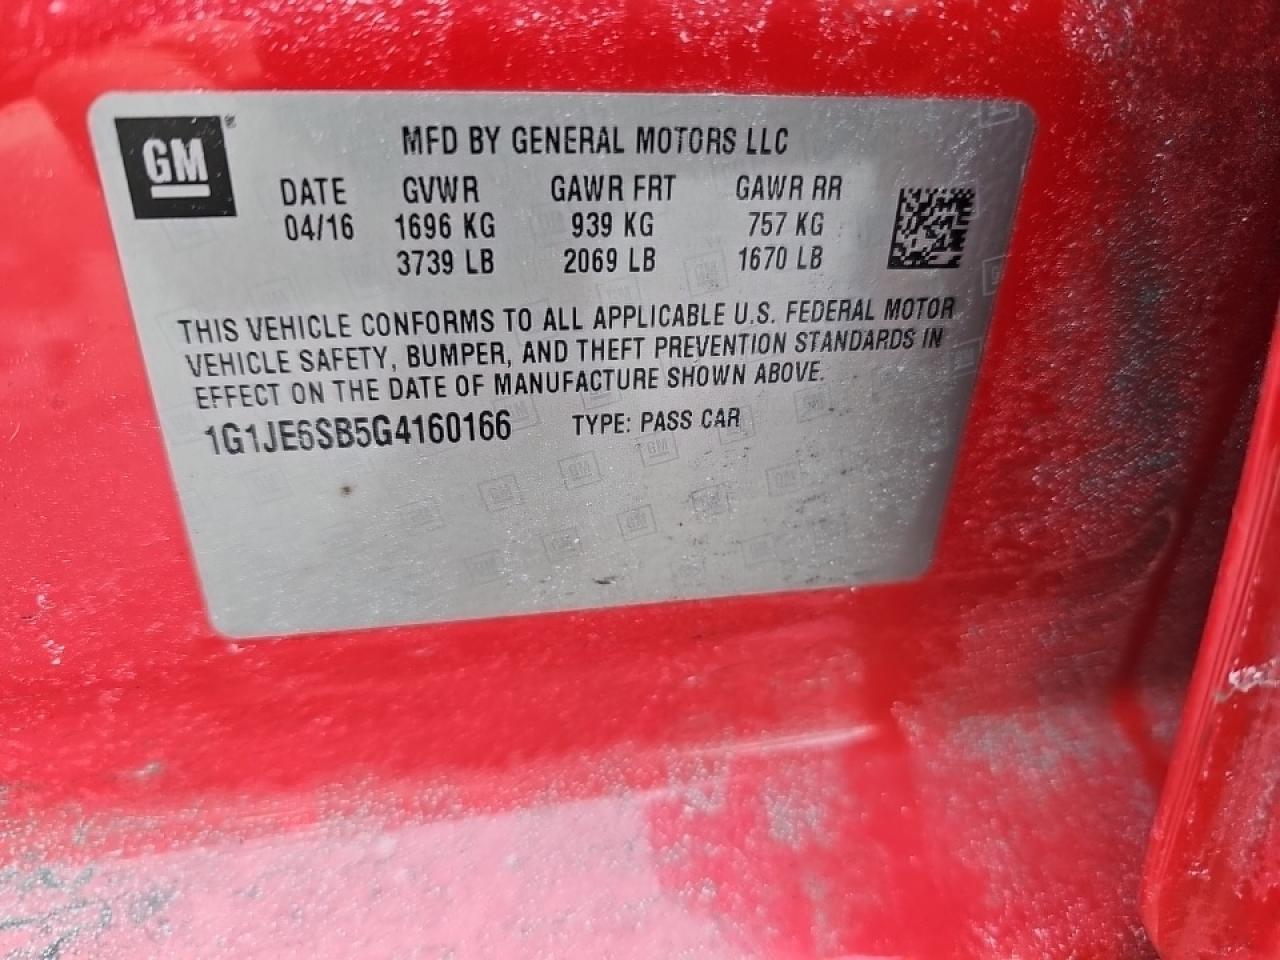 GM
MFD BY GENERAL MOTORS LLC
DATE GVWR GAWR FRT GAWR RR
04/16 1696 KG 939 KG 757 KG
3739 LB 2069 LB 1670 LB
THIS VEHICLE CONFORMS TO ALL APPLICABLE U.S. FEDERAL MOTOR
VEHICLE SAFETY, BUMPER, AND THEFT PREVENTION STANDARDS IN
EFFECT ON THE DATE OF MANUFACTURE SHOWN ABOVE.
1G1JE6SB5G4160166 TYPE: PASS CAR